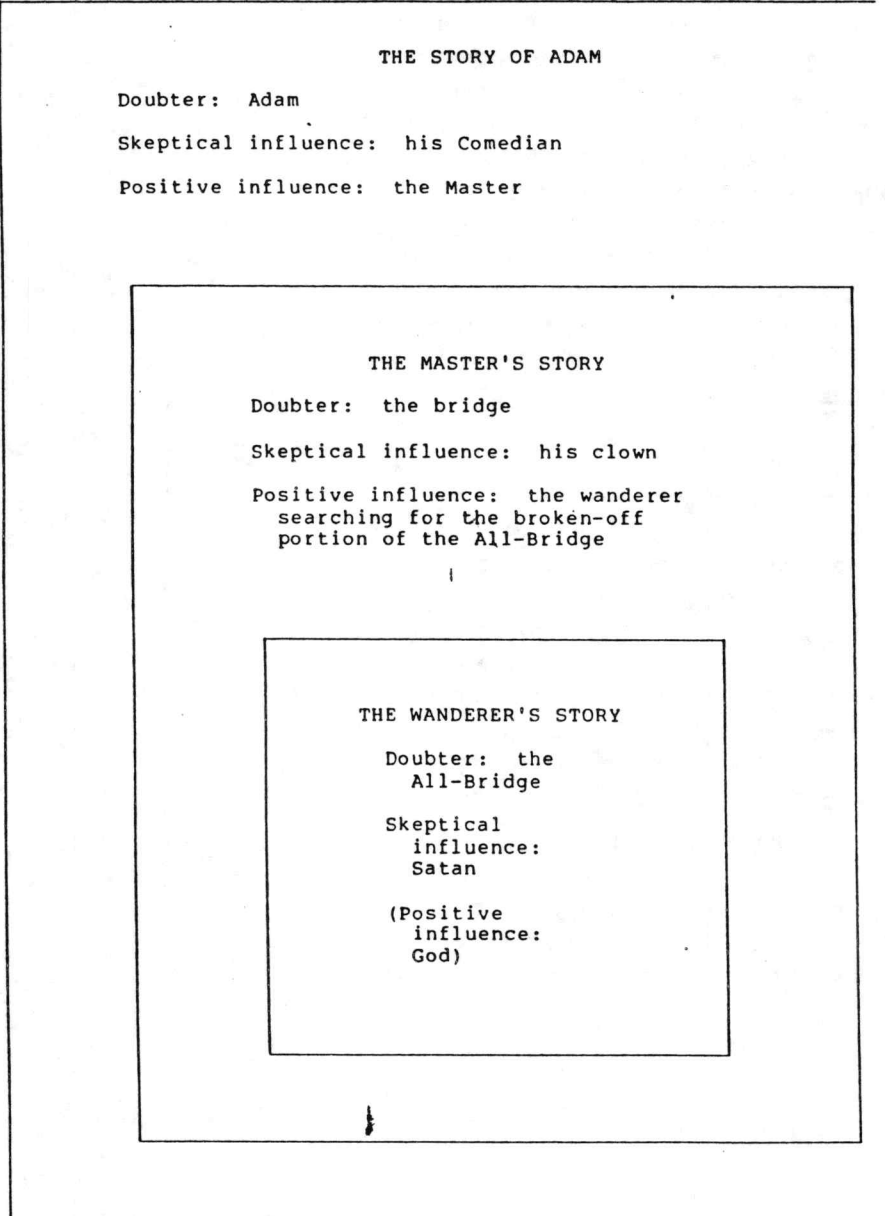 THE STORY OF ADAM
Doubter: Adam
Skeptical influence: his Comedian
Positive influence: the Master
THE MASTER'S STORY
Doubter: the bridge
Skeptical influence: his clown
Positive influence: the wanderer
searching for the broken-off
portion of the All-Bridge
THE WANDERER'S STORY
Doubter: the
All-Bridge
Skeptical
influence:
Satan
(Positive
influence:
God)